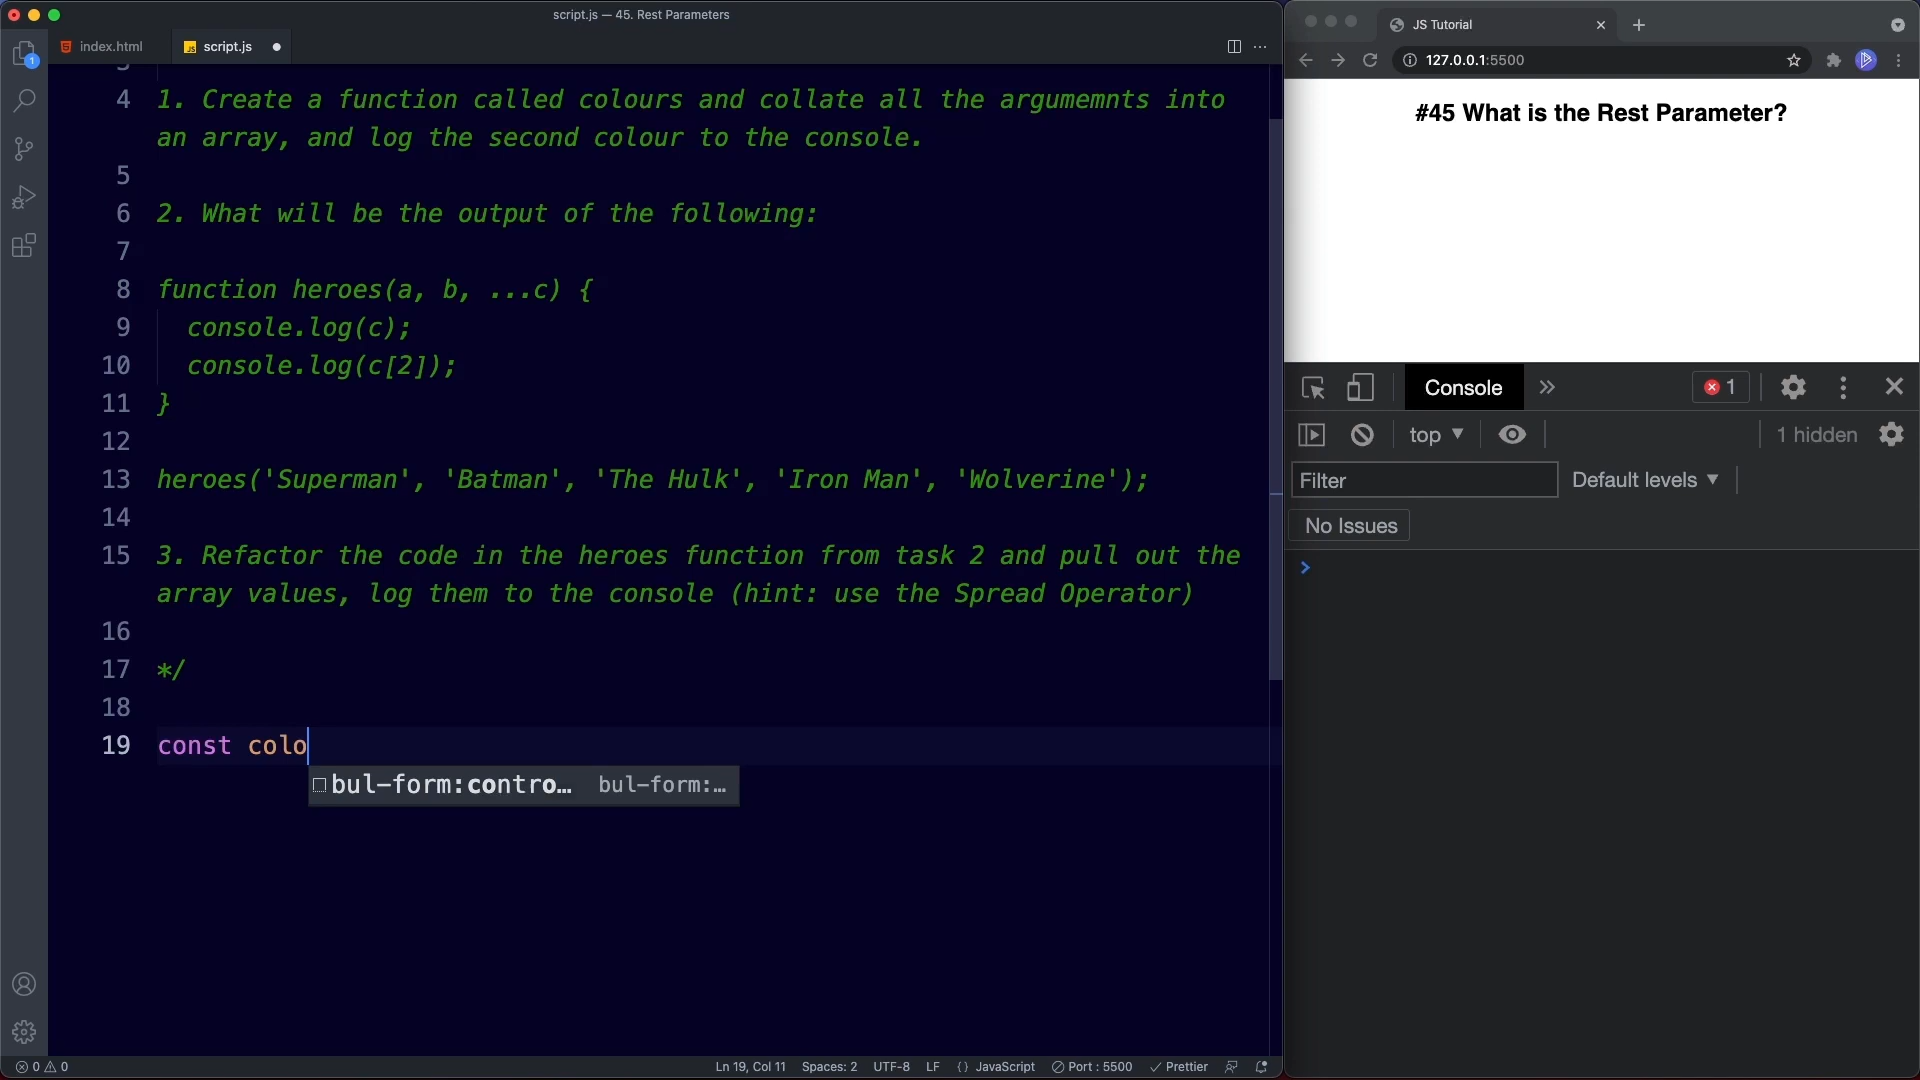 script.js — 45. Rest Parameters
index.html
script.js
1
4 1. Create a function called colours and collate all the argumemnts into
an array, and log the second colour to the console.
5
6 2. What will be the output of the following:
7
8 function heroes(a, b, ...c) {
9 console.log(c);
10 console.log(c[2]);
11 }
12
13 heroes('Superman', 'Batman', 'The Hulk', 'Iron Man', 'Wolverine');
14
15 3. Refactor the code in the heroes function from task 2 and pull out the
array values, log them to the console (hint: use the Spread Operator)
16
17 */
18
19 const colo
bul-form:contro… bul-form:…
0 0
Ln 19, Col 11 Spaces: 2 UTF-8 LF {} JavaScript Port : 5500 Prettier
JS Tutorial
127.0.0.1:5500
#45 What is the Rest Parameter?
Console 1
top 1 hidden
Filter Default levels
No Issues